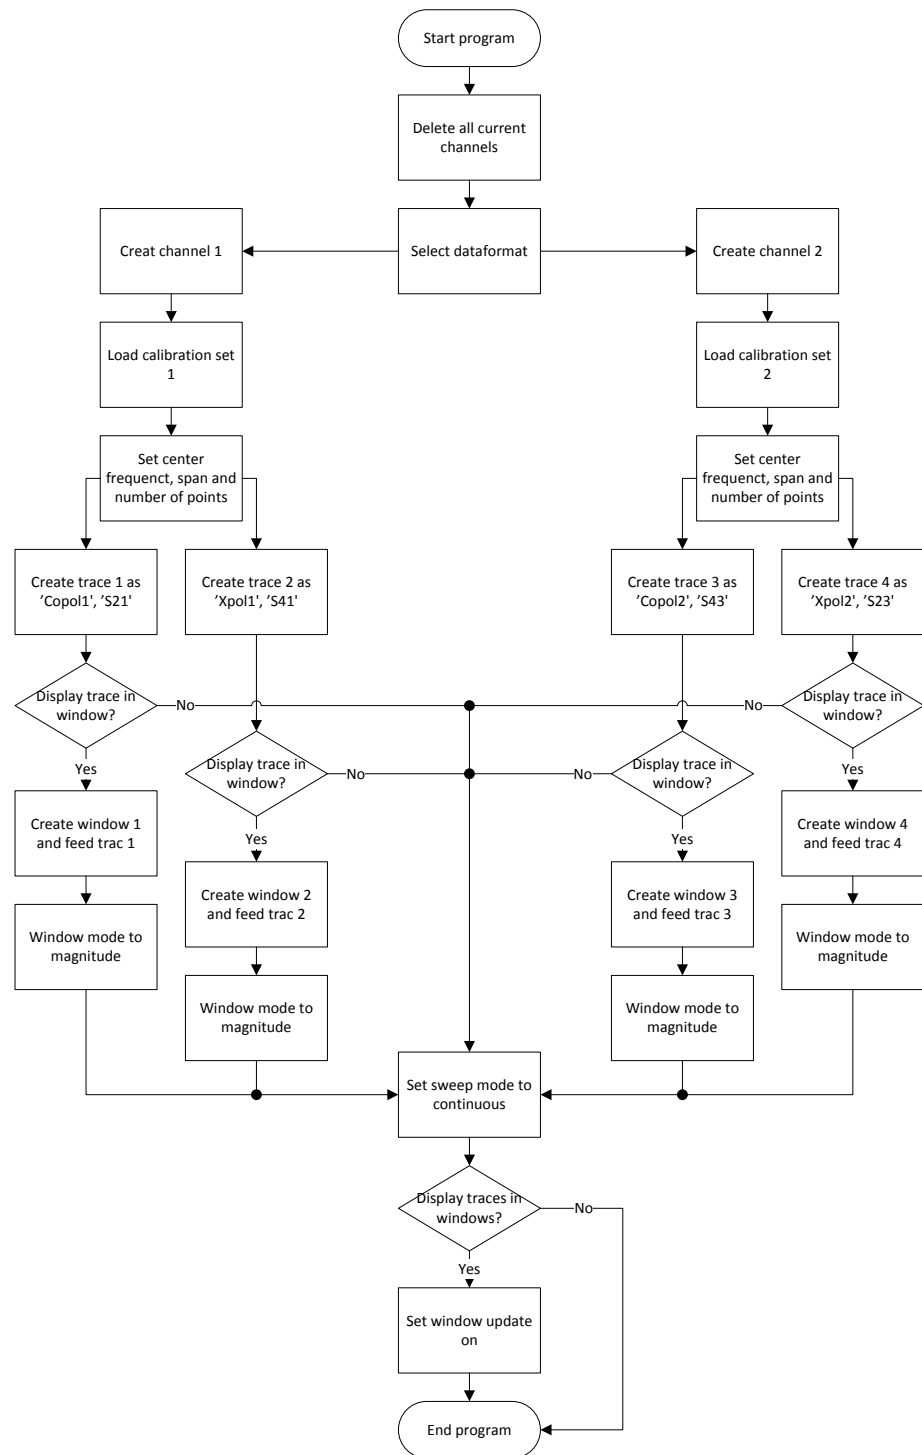 Start program
Delete all current
channels
Creat channel 1
Select dataformat
Create channel 2
Load calibration set
1
Load calibration set
2
Set center
frequenct, span and
number of points
Set center
frequenct, span and
number of points
Create trace 1 as
’Copol1', 'S21'
Create trace 2 as
’Xpol1', 'S41'
Create trace 3 as
’Copol2', 'S43'
Create trace 4 as
’Xpol2', 'S23'
Display trace in
window?
No
No
Display trace in
window?
Yes
Display trace in
window?
No
No
Display trace in
window?
Yes
Create window 1
and feed trac 1
Yes
Yes
Create window 4
and feed trac 4
Create window 2
and feed trac 2
Create window 3
and feed trac 3
Window mode to
magnitude
Window mode to
magnitude
Window mode to
magnitude
Window mode to
magnitude
Set sweep mode to
continuous
Display traces in
windows?
No
Yes
Set window update
on
End program